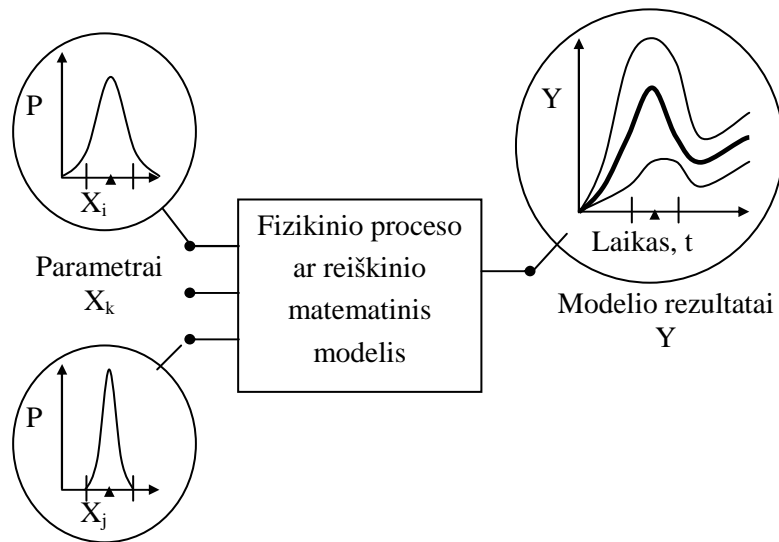 P
X_i
Parametrai
X_k
P
X_j
Fizikinio proceso
ar reiškinio
matematinis
modelis
Y
Laikas, t
Modelio rezultatai
Y